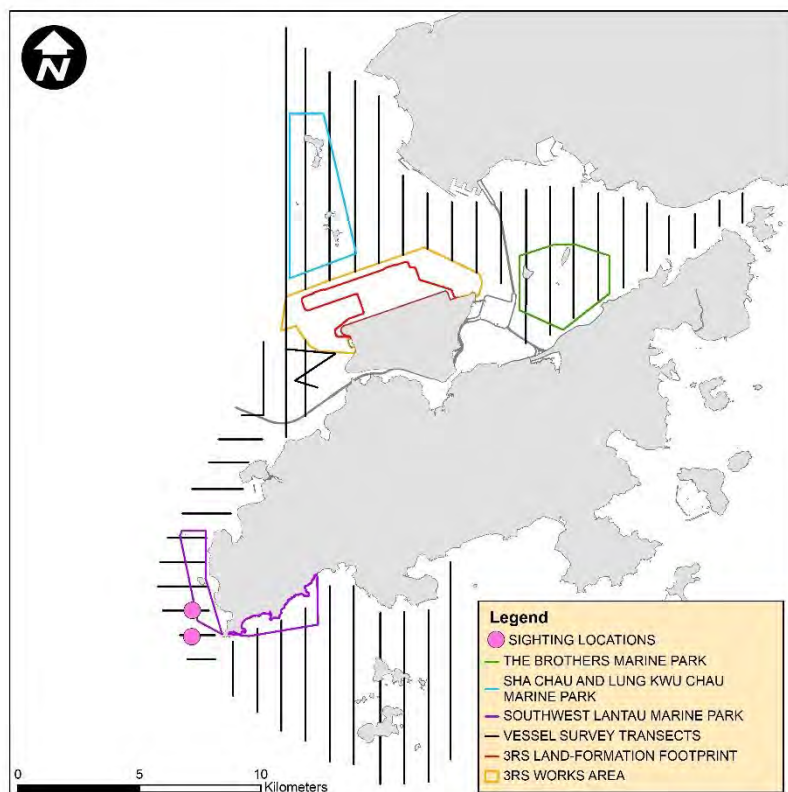 N
Legend
SIGHTING LOCATIONS
THE BROTHERS MARINE PARK
SHA CHAU AND LUNG KWU CHAU
MARINE PARK
SOUTHWEST LANTAU MARINE PARK
VESSEL SURVEY TRANSECTS
3RS LAND-FORMATION FOOTPRINT
3RS WORKS AREA
0 5 10
Kilometers